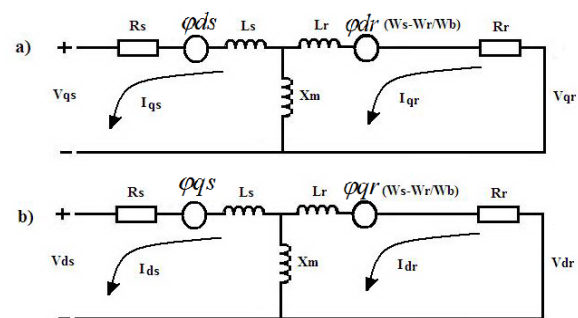 a)
+ Rs φds Ls Lr φdr (Ws-Wr/Wb) Rr
Vqs Iqs Xm Iqr Vqr
−
b)
+ Rs φqs Ls Lr φqr (Ws-Wr/Wb) Rr
Vds Ids Xm Idr Vdr
−